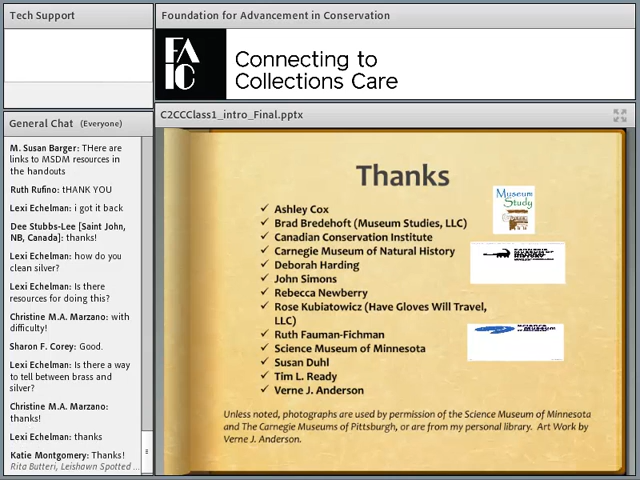 Tech Support
Foundation for Advancement in Conservation
FA
IC
Connecting to
Collections Care
General Chat (Everyone)
M. Susan Barger: THere are
links to MSDM resources in
the handouts
Ruth Rufino: tHANK YOU
Lexi Echelman: i got it back
Dee Stubbs-Lee [Saint John,
NB, Canada]: thanks!
Lexi Echelman: how do you
clean silver?
Lexi Echelman: Is there
resources for doing this?
Christine M.A. Marzano: with
difficulty!
Sharon F. Corey: Good.
Lexi Echelman: Is there a way
to tell between brass and
silver?
Christine M.A. Marzano:
thanks!
Lexi Echelman: thanks
Katie Montgomery: Thanks!
Rita Butteri, Leishawn Spotted ...
C2CCClass1_intro_Final.pptx
Thanks
Ashley Cox
Brad Bredehoft (Museum Studies, LLC)
Canadian Conservation Institute
Carnegie Museum of Natural History
Deborah Harding
John Simons
Rebecca Newberry
Rose Kubiatowicz (Have Gloves Will Travel,
LLC)
Ruth Fauman-Fichman
Science Museum of Minnesota
Susan Duhl
Tim L. Ready
Verne J. Anderson
Museum
Study
Unless noted, photographs are used by permission of the Science Museum of Minnesota
and The Carnegie Museums of Pittsburgh, or are from my personal library. Art Work by
Verne J. Anderson.